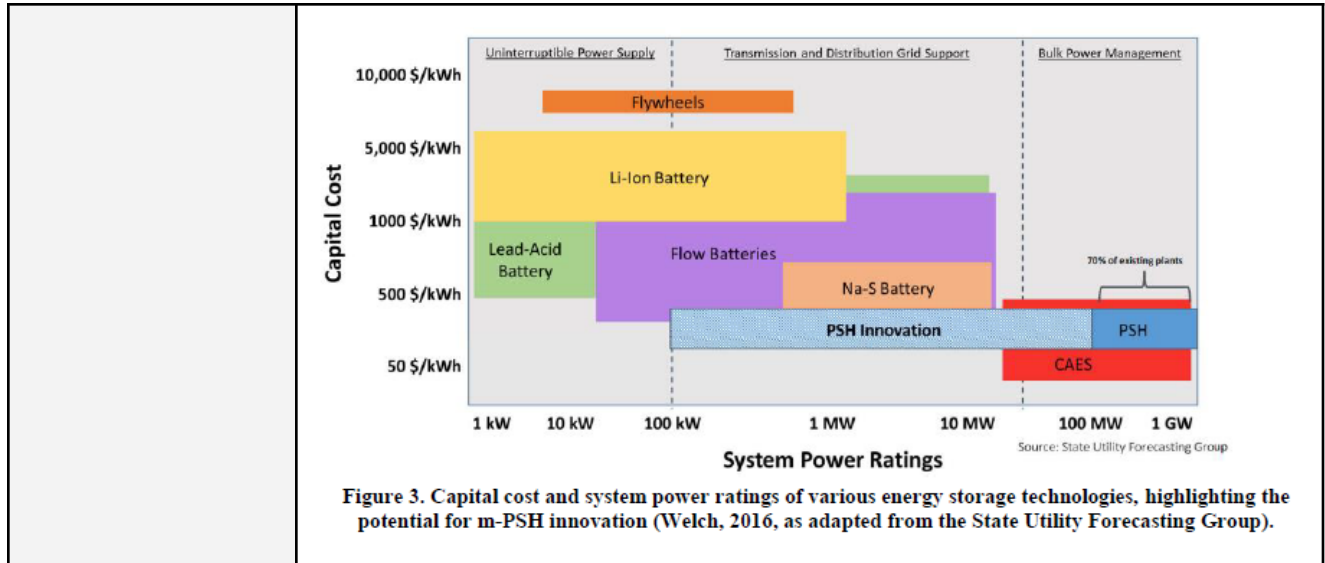 Uninterruptible Power Supply
Transmission and Distribution Grid Support
Bulk Power Management
10,000 $/kWh
5,000 $/kWh
1000 $/kWh
500 $/kWh
50 $/kWh
Capital Cost
Flywheels
Li-Ion Battery
Lead-Acid
Battery
Flow Batteries
Na-S Battery
70% of existing plants
PSH Innovation
PSH
CAES
1 kW
10 kW
100 kW
1 MW
10 MW
100 MW
1 GW
System Power Ratings
Source: State Utility Forecasting Group
Figure 3. Capital cost and system power ratings of various energy storage technologies, highlighting the
potential for m-PSH innovation (Welch, 2016, as adapted from the State Utility Forecasting Group).